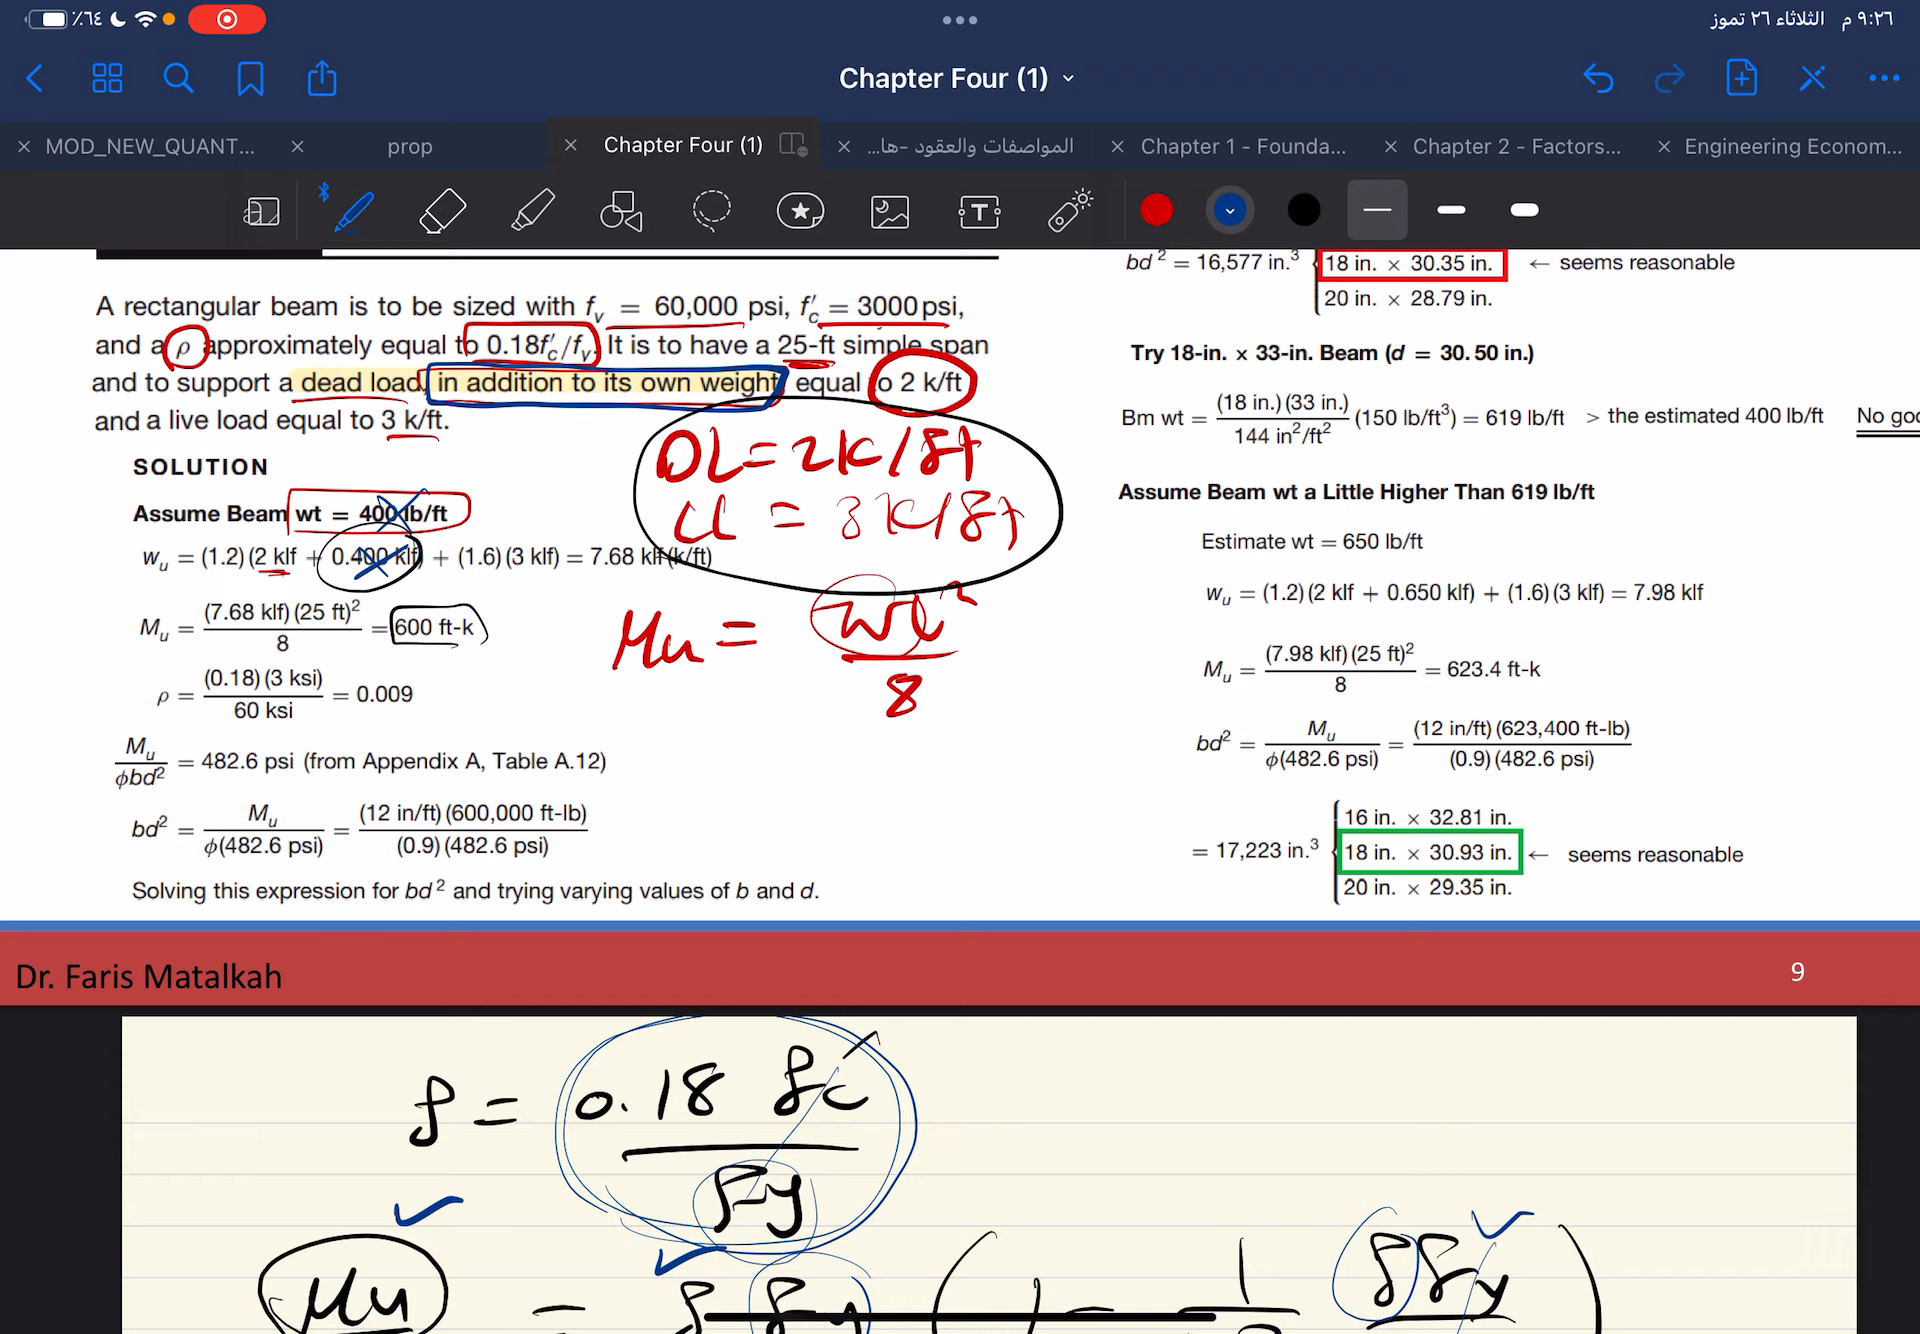 ٪٦٤
٩:٢٦ م الثلاثاء ٢٦ تموز
Chapter Four (1)
MOD_NEW_QUANT...
prop
Chapter Four (1)
المواصفات والعقود -ها...
Chapter 1 - Founda...
Chapter 2 - Factors...
Engineering Econom...
A rectangular beam is to be sized with fy = 60,000 psi, f′c = 3000 psi,
and a ρ approximately equal to 0.18f′c/fy. It is to have a 25-ft simple span
and to support a dead load, in addition to its own weight, equal to 2 k/ft
and a live load equal to 3 k/ft.
DL = 2k/ft
LL = 3k/ft
SOLUTION
Assume Beam wt = 400 lb/ft
wu = (1.2)(2 klf + 0.400 klf) + (1.6)(3 klf) = 7.68 klf (k/ft)
Mu = (7.68 klf)(25 ft)² / 8 = 600 ft-k
Mu = wl² / 8
ρ = (0.18)(3 ksi) / 60 ksi = 0.009
Mu / ϕbd² = 482.6 psi (from Appendix A, Table A.12)
bd² = Mu / ϕ(482.6 psi) = (12 in/ft)(600,000 ft-lb) / (0.9)(482.6 psi)
Solving this expression for bd² and trying varying values of b and d.
bd² = 16,577 in.³ 18 in. × 30.35 in. ← seems reasonable
20 in. × 28.79 in.
Try 18-in. × 33-in. Beam (d = 30.50 in.)
Bm wt = (18 in.)(33 in.) / 144 in²/ft² (150 lb/ft³) = 619 lb/ft > the estimated 400 lb/ft No goo
Assume Beam wt a Little Higher Than 619 lb/ft
Estimate wt = 650 lb/ft
wu = (1.2)(2 klf + 0.650 klf) + (1.6)(3 klf) = 7.98 klf
Mu = (7.98 klf)(25 ft)² / 8 = 623.4 ft-k
bd² = Mu / ϕ(482.6 psi) = (12 in/ft)(623,400 ft-lb) / (0.9)(482.6 psi)
16 in. × 32.81 in.
= 17,223 in.³ 18 in. × 30.93 in. ← seems reasonable
20 in. × 29.35 in.
Dr. Faris Matalkah
9
ρ = 0.18 fc′ / Fy
Mu = ρ Fy (1 - 1 ρFy )